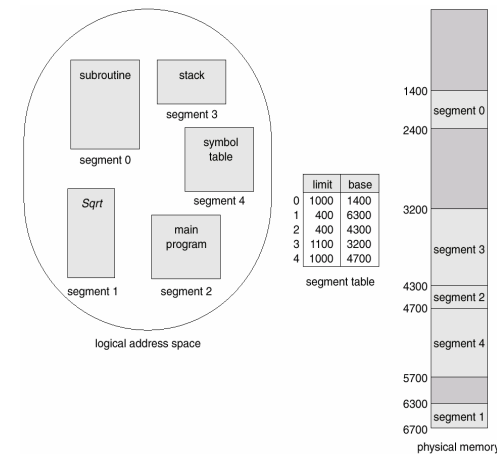 subroutine
segment 0
stack
segment 3
symbol
table
segment 4
Sqrt
segment 1
main
program
segment 2
logical address space
limit base
0 1000 1400
1 400 6300
2 400 4300
3 1100 3200
4 1000 4700
segment table
1400
segment 0
2400
3200
segment 3
4300
segment 2
4700
segment 4
5700
6300
segment 1
6700
physical memory